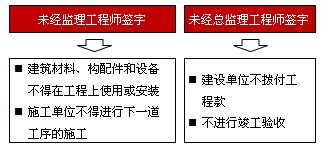 未经监理工程师签字
■ 建筑材料、构配件和设备
不得在工程上使用或安装
■ 施工单位不得进行下一道
工序的施工
未经总监理工程师签字
■ 建设单位不拨付工
程款
■ 不进行竣工验收